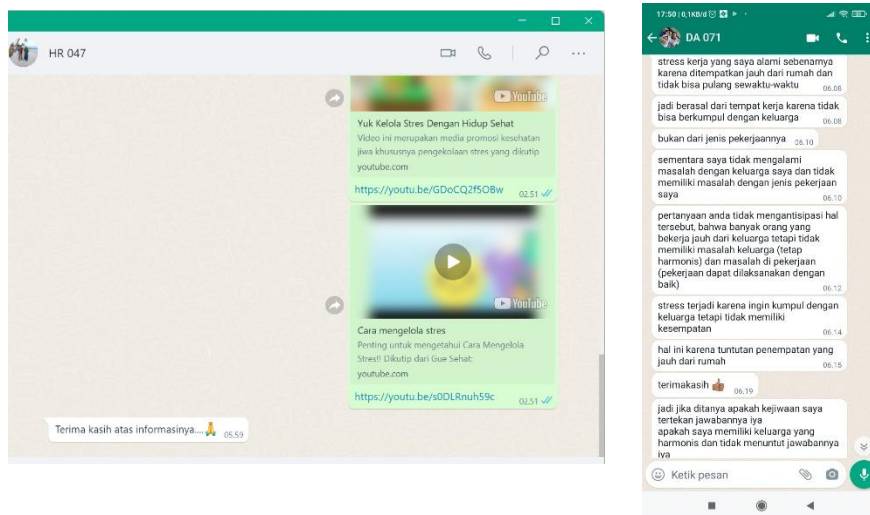 HR 047
YouTube
Yuk Kelola Stres Dengan Hidup Sehat
Video ini merupakan media promosi kesehatan
jiwa khususnya pengekolaan stres yang dikutip
youtube.com
https://youtu.be/GDoCQ2f5OBw 02.51
YouTube
Cara mengelola stres
Penting untuk mengetahui Cara Mengelola
Stres!! Dikutip dari Gue Sehat:
youtube.com
https://youtu.be/s0DLRnuh59c 02.51
Terima kasih atas informasinya.... 05.59
17:50 | 0,1KB/d
DA 071
stress kerja yang saya alami sebenarnya
karena ditempatkan jauh dari rumah dan
tidak bisa pulang sewaktu-waktu 06.08
jadi berasal dari tempat kerja karena tidak
bisa berkumpul dengan keluarga 06.08
bukan dari jenis pekerjaannya 06.10
sementara saya tidak mengalami
masalah dengan keluarga saya dan tidak
memiliki masalah dengan jenis pekerjaan
saya 06.10
pertanyaan anda tidak mengantisipasi hal
tersebut, bahwa banyak orang yang
bekerja jauh dari keluarga tetapi tidak
memiliki masalah keluarga (tetap
harmonis) dan masalah di pekerjaan
(pekerjaan dapat dilaksanakan dengan
baik) 06.12
stress terjadi karena ingin kumpul dengan
keluarga tetapi tidak memiliki
kesempatan 06.14
hal ini karena tuntutan penempatan yang
jauh dari rumah 06.15
terimakasih 06.19
jadi jika ditanya apakah kejiwaan saya
tertekan jawabannya iya
apakah saya memiliki keluarga yang
harmonis dan tidak menuntut jawabannya
iya
Ketik pesan